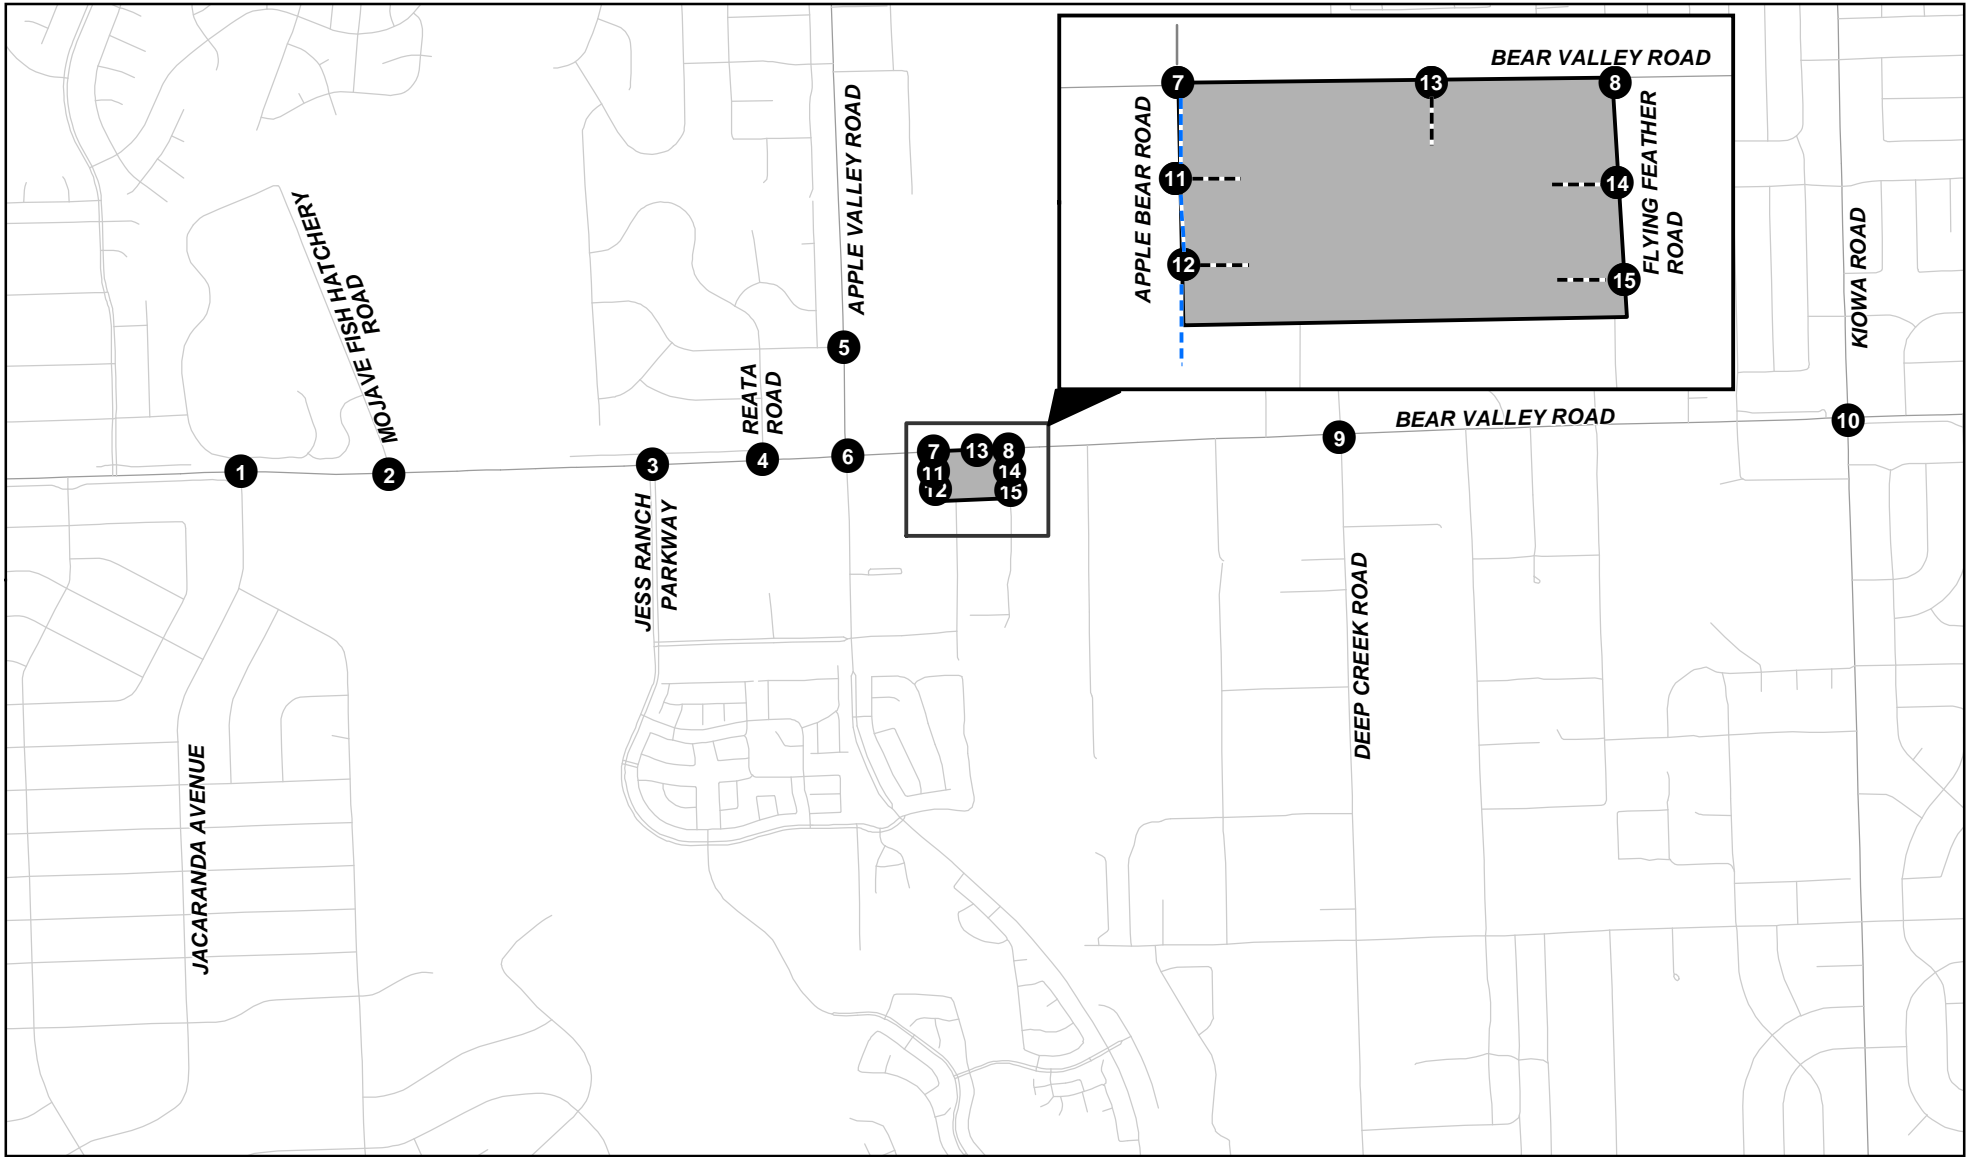 BEAR VALLEY ROAD
7
13
8
APPLE BEAR ROAD
11
14
FLYING FEATHER
ROAD
12
15
APPLE VALLEY ROAD
MOJAVE FISH HATCHERY
ROAD
KIOWA ROAD
5
REATA
ROAD
BEAR VALLEY ROAD
1
2
3
4
6
7
13
8
11
14
12
15
9
10
JESS RANCH
PARKWAY
DEEP CREEK ROAD
JACARANDA AVENUE